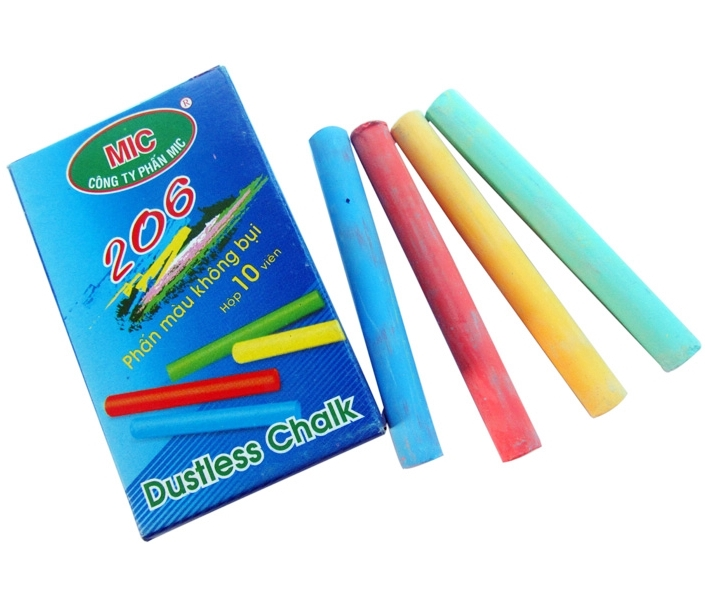 MIC ®
CÔNG TY PHẤN MIC
206
Phấn màu không bụi
Hộp 10 viên
Dustless Chalk